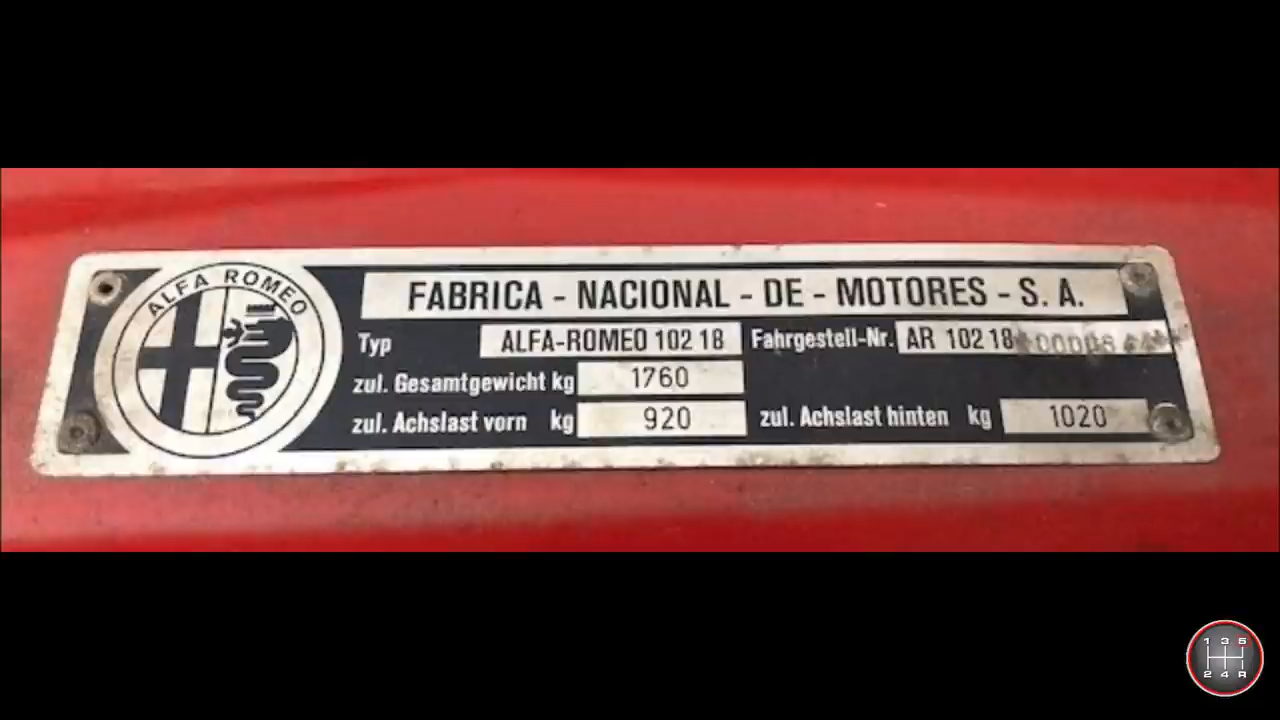 ALFA ROMEO
FABRICA - NACIONAL - DE - MOTORES - S. A.
Typ ALFA-ROMEO 102 18 Fahrgestell-Nr. AR 102 18
zul. Gesamtgewicht kg 1760
zul. Achslast vorn kg 920 zul. Achslast hinten kg 1020
1 3 5
2 4 R